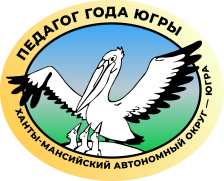 ПЕДАГОГ ГОДА ЮГРЫ
ХАНТЫ-МАНСИЙСКИЙ АВТОНОМНЫЙ ОКРУГ — ЮГРА